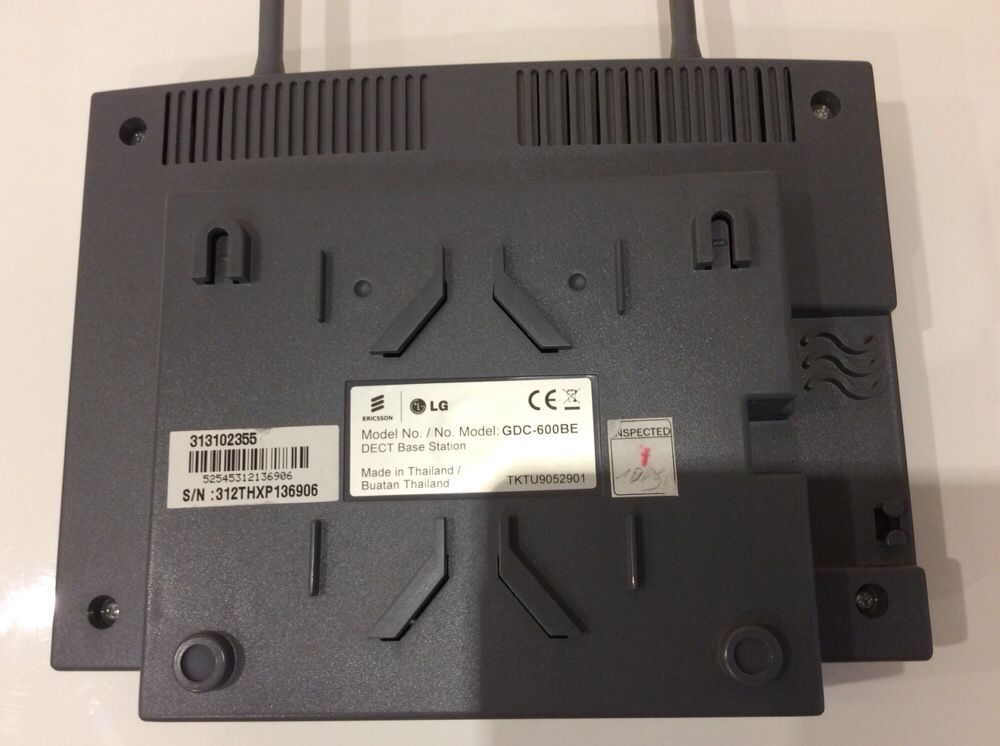 ERICSSON
LG
CE
Model No. / No. Model: GDC-600BE
DECT Base Station
Made in Thailand /
Buatan Thailand
TKTU9052901
313102355
52545312136906
S/N :312THXP136906
INSPECTED